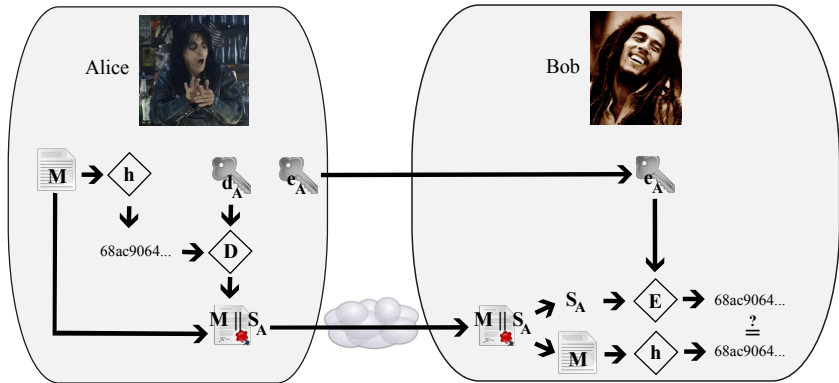 Alice
Bob
M h d_A e_A e_A
68ac9064... D
M || S_A
M || S_A
S_A E 68ac9064...
?
=
M h 68ac9064...